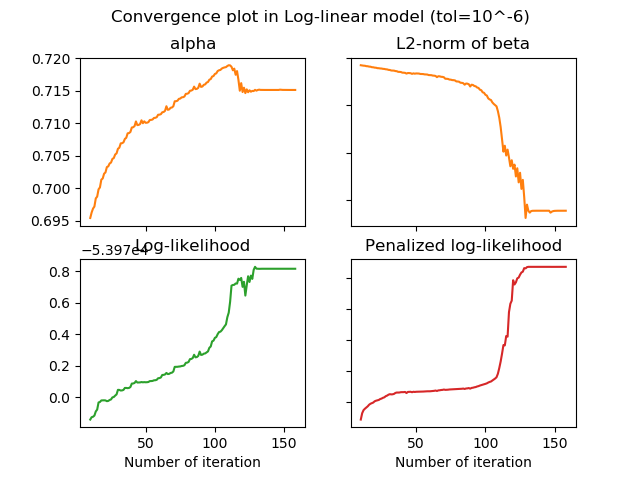 Convergence plot in Log-linear model (tol=10^-6)
alpha
L2-norm of beta
0.720
0.715
0.710
0.705
0.700
0.695
−5.397e4
Log-likelihood
Penalized log-likelihood
0.8
0.6
0.4
0.2
0.0
50 100 150
50 100 150
Number of iteration
Number of iteration